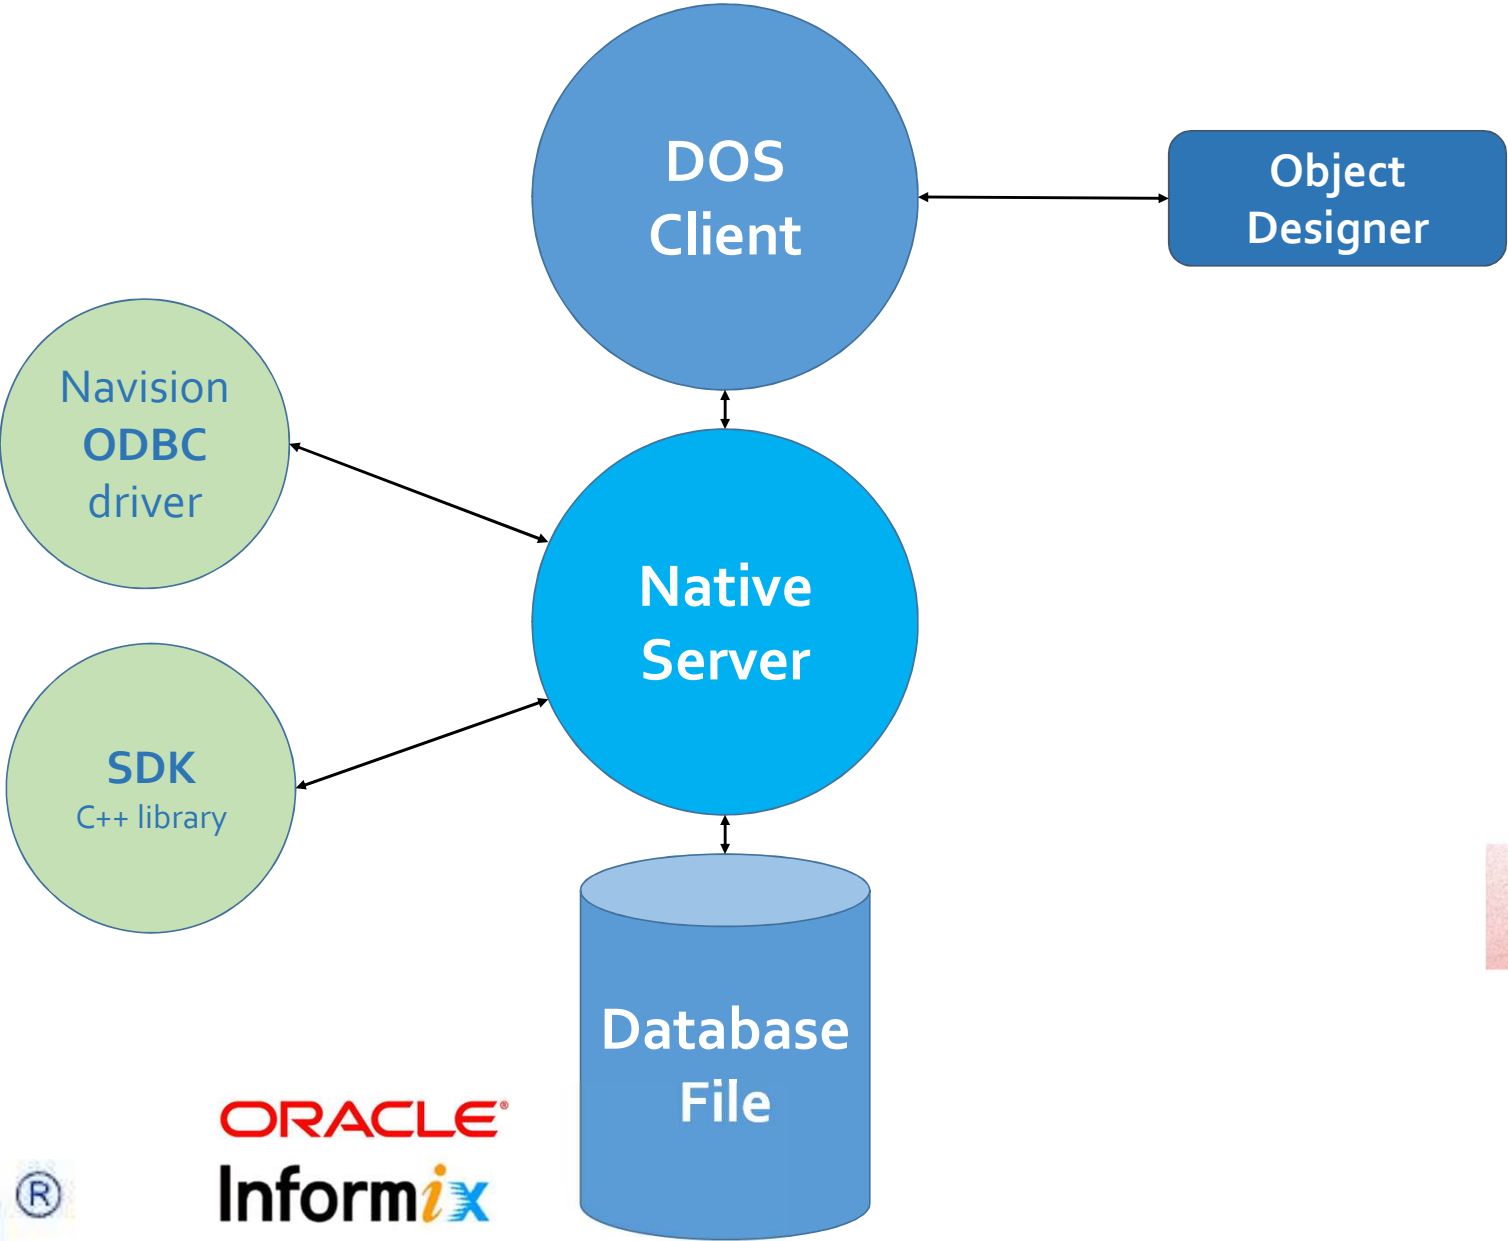 DOS
Client
Object
Designer
Navision
ODBC
driver
Native
Server
SDK
C++ library
Database
File
ORACLE®
Informix
®